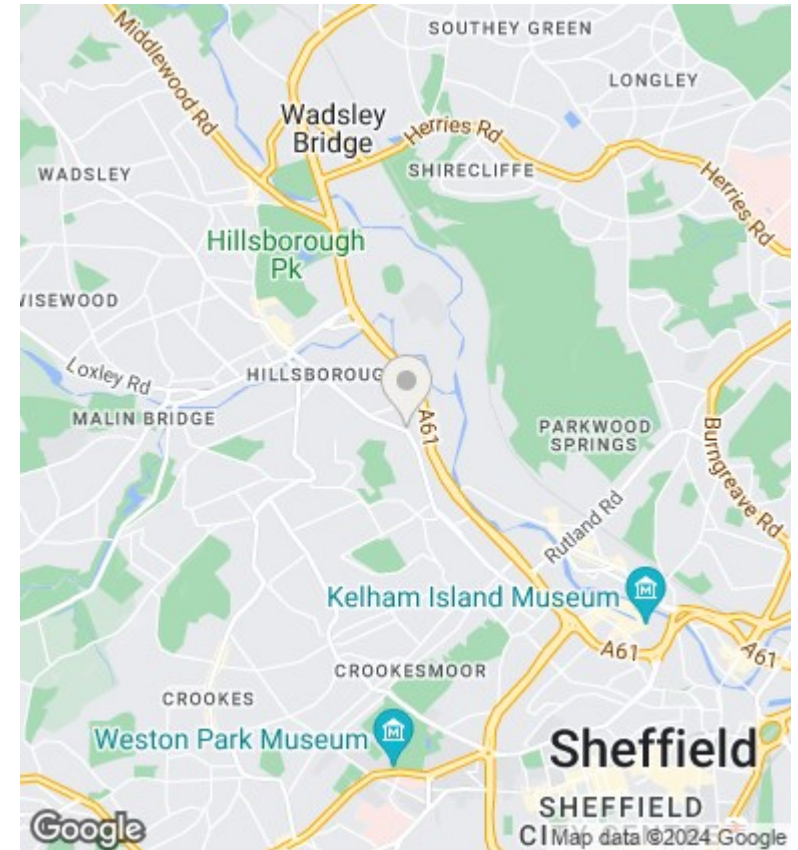 SOUTHEY GREEN
Middlewood Rd
LONGLEY
Wadsley
Bridge
Herries Rd
WADSLEY
SHIRECLIFFE
Herries Rd
Hillsborough
Pk
WISEWOOD
Loxley Rd
HILLSBOROUG
MALIN BRIDGE
A61
PARKWOOD
SPRINGS
Burngreave Rd
Rutland Rd
Kelham Island Museum
A61
A61
CROOKESMOOR
CROOKES
Weston Park Museum
Sheffield
SHEFFIELD
CI
Google
Map data ©2024 Google